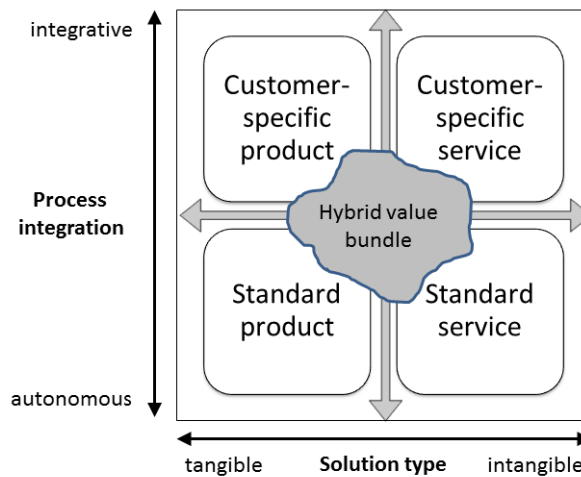 integrative
Customer-
specific
product
Customer-
specific
service
Process
integration
Hybrid value
bundle
Standard
product
Standard
service
autonomous
tangible
Solution type
intangible